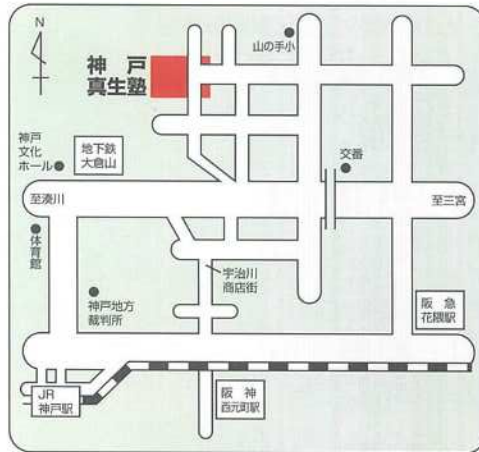 N
山の手小
神　戸
真生塾
神戸
文化
ホール
地下鉄
大倉山
交番
至湊川
至三宮
体育館
宇治川
商店街
神戸地方
裁判所
阪　急
花隈駅
JR
神戸駅
阪　神
西元町駅